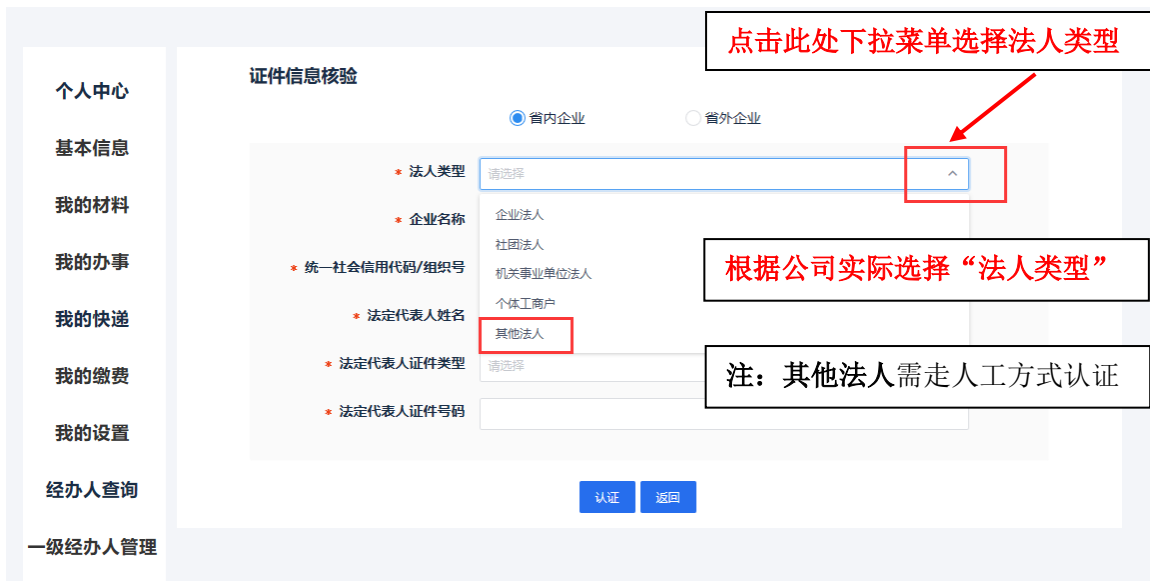 点击此处下拉菜单选择法人类型
个人中心
基本信息
我的材料
我的办事
我的快递
我的缴费
我的设置
经办人查询
一级经办人管理
证件信息核验
省内企业 省外企业
* 法人类型 请选择
* 企业名称
* 统一社会信用代码/组织号
* 法定代表人姓名
* 法定代表人证件类型 请选择
* 法定代表人证件号码
企业法人
社团法人
机关事业单位法人
个体工商户
其他法人
根据公司实际选择“法人类型”
注：其他法人需走人工方式认证
认证 返回